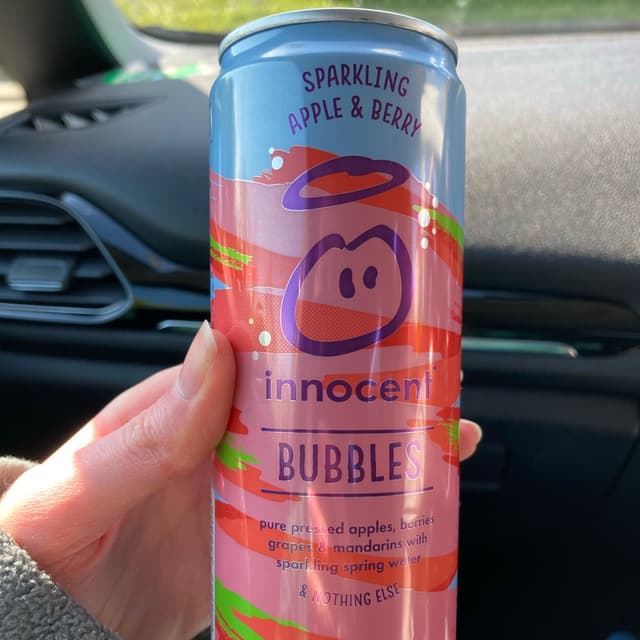 SPARKLING
APPLE & BERRY
innocent
BUBBLES
pure pressed apples, berries
grapes & mandarins with
sparkling spring water
& NOTHING ELSE